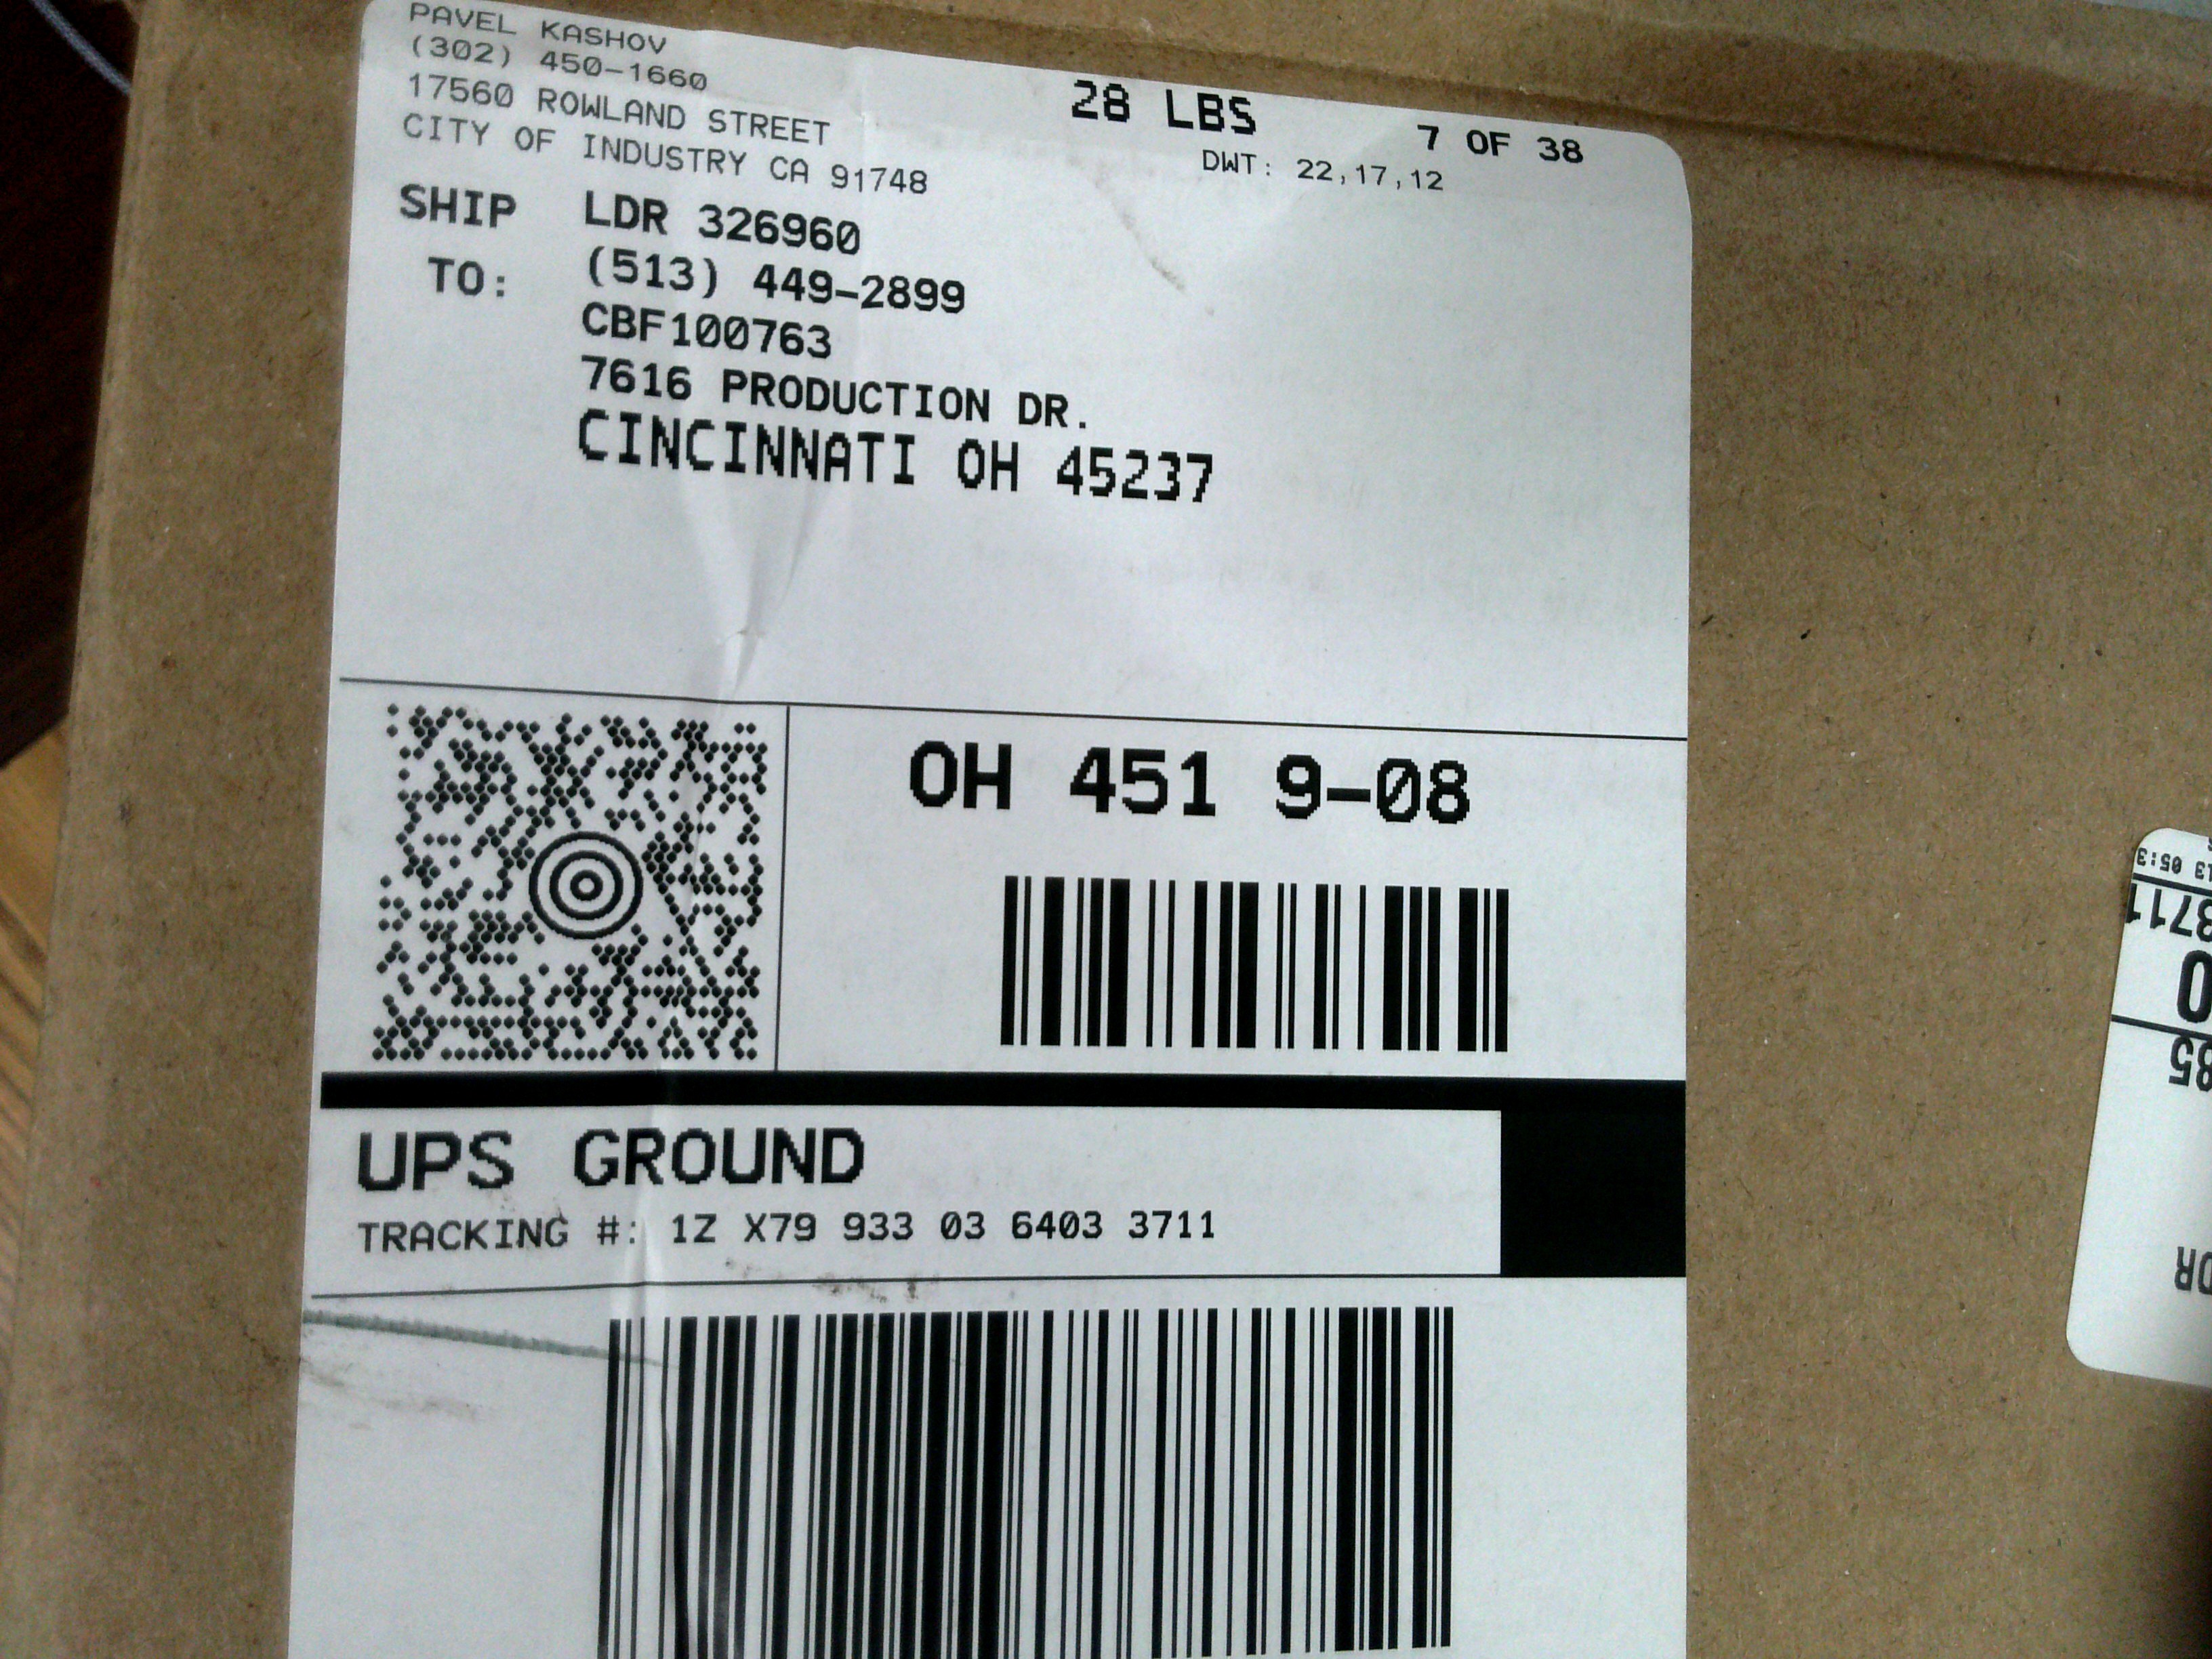 PAVEL KASHOV
(302) 450-1660
17560 ROWLAND STREET
CITY OF INDUSTRY CA 91748
28 LBS
7 OF 38
DWT: 22,17,12
SHIP TO:
LDR 326960
(513) 449-2899
CBF100763
7616 PRODUCTION DR.
CINCINNATI OH 45237
OH 451 9-08
UPS GROUND
TRACKING #: 1Z X79 933 03 6403 3711
3711